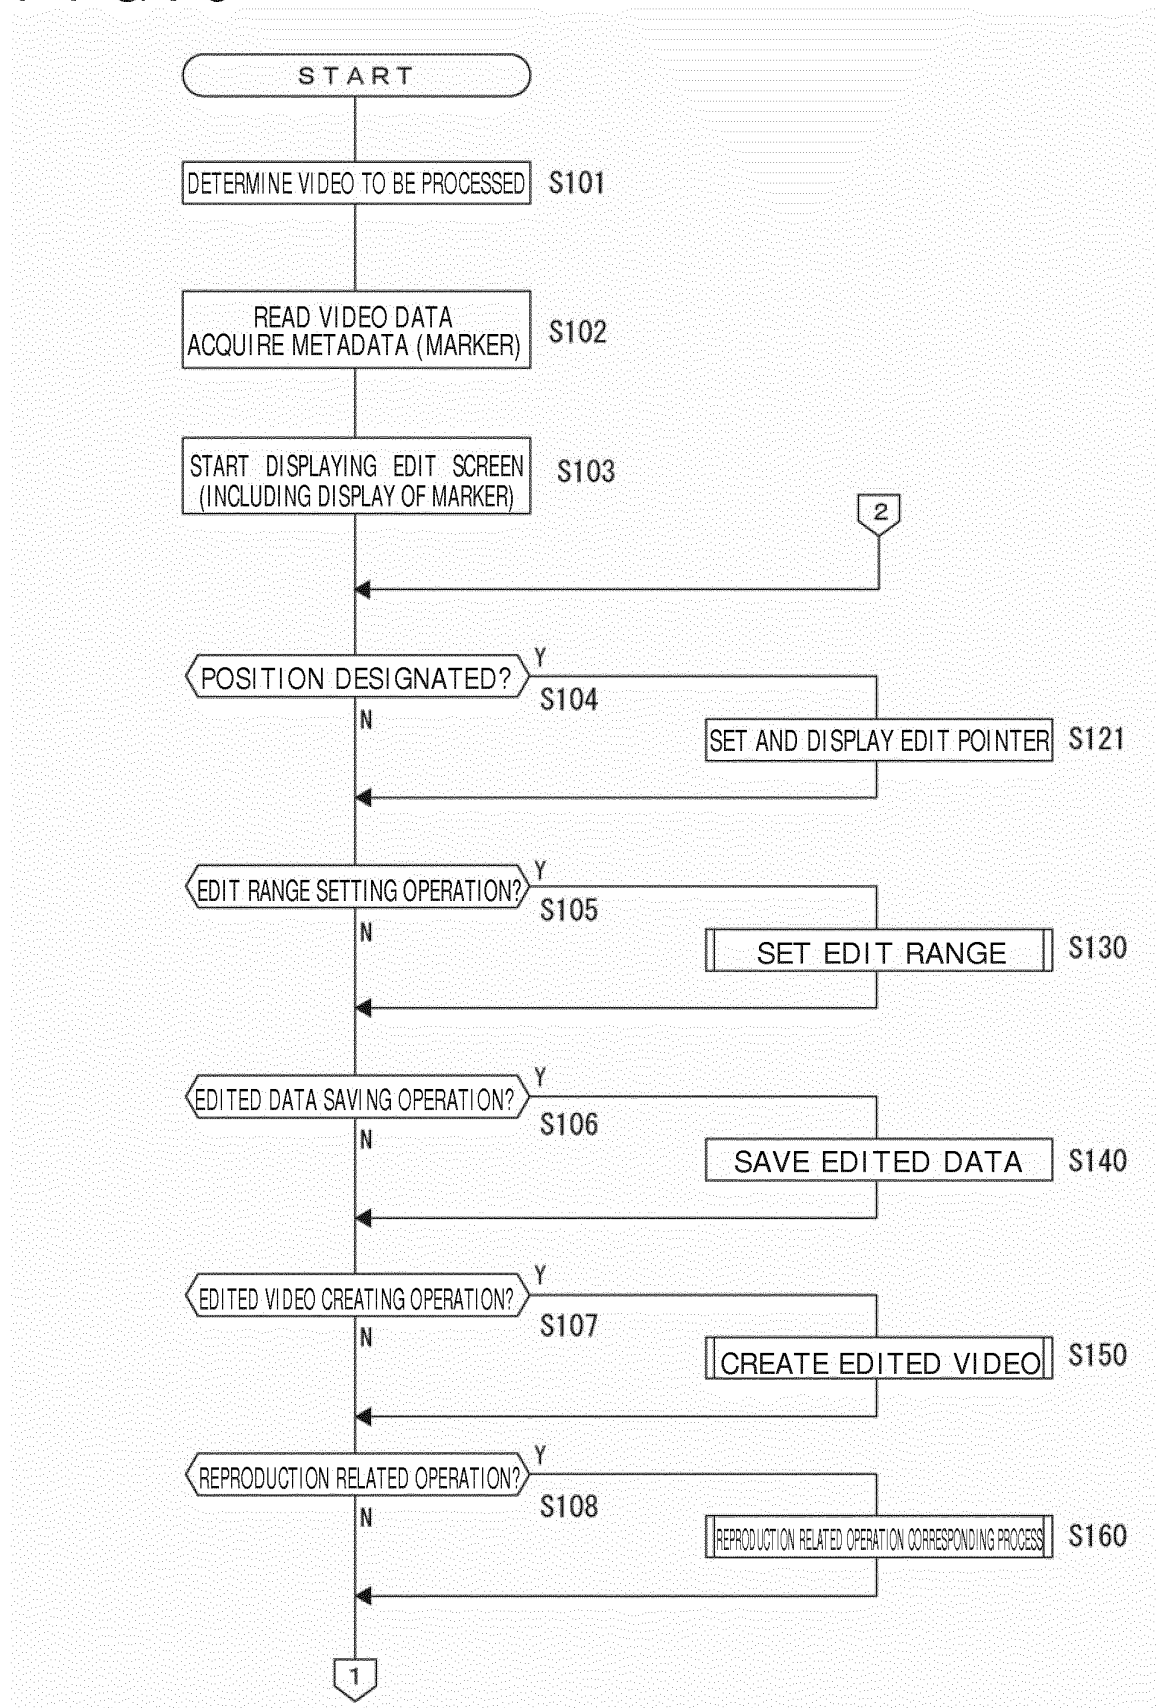 START
DETERMINE VIDEO TO BE PROCESSED S101
READ VIDEO DATA
ACQUIRE METADATA (MARKER) S102
START DISPLAYING EDIT SCREEN
(INCLUDING DISPLAY OF MARKER) S103
2
POSITION DESIGNATED? Y
S104
N
SET AND DISPLAY EDIT POINTER S121
EDIT RANGE SETTING OPERATION? Y
S105
N
SET EDIT RANGE S130
EDITED DATA SAVING OPERATION? Y
S106
N
SAVE EDITED DATA S140
EDITED VIDEO CREATING OPERATION? Y
S107
N
CREATE EDITED VIDEO S150
REPRODUCTION RELATED OPERATION? Y
S108
N
REPRODUCTION RELATED OPERATION CORRESPONDING PROCESS S160
1